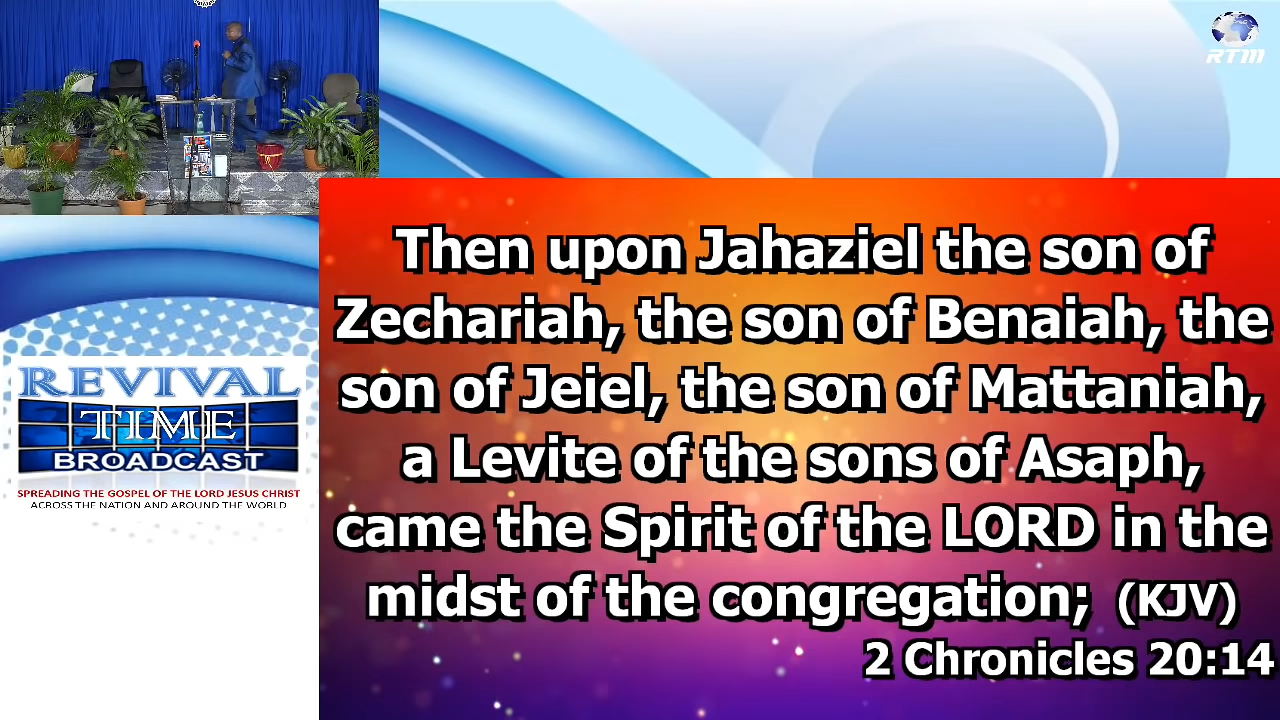 RTM
Then upon Jahaziel the son of
Zechariah, the son of Benaiah, the
son of Jeiel, the son of Mattaniah,
a Levite of the sons of Asaph,
came the Spirit of the LORD in the
midst of the congregation; (KJV)
2 Chronicles 20:14
REVIVAL
TIME
BROADCAST
SPREADING THE GOSPEL OF THE LORD JESUS CHRIST
ACROSS THE NATION AND AROUND THE WORLD